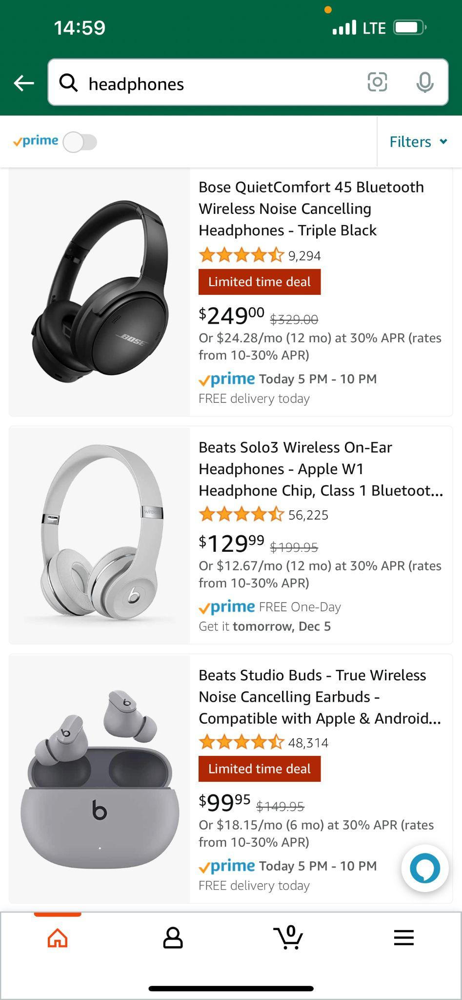 14:59
LTE
headphones
prime
Filters
Bose QuietComfort 45 Bluetooth
Wireless Noise Cancelling
Headphones - Triple Black
9,294
Limited time deal
$24900 $329.00
Or $24.28/mo (12 mo) at 30% APR (rates
from 10-30% APR)
prime Today 5 PM - 10 PM
FREE delivery today
BOSE
Beats Solo3 Wireless On-Ear
Headphones - Apple W1
Headphone Chip, Class 1 Bluetoot...
56,225
$12999 $199.95
Or $12.67/mo (12 mo) at 30% APR (rates
from 10-30% APR)
prime FREE One-Day
Get it tomorrow, Dec 5
b
Beats Studio Buds - True Wireless
Noise Cancelling Earbuds -
Compatible with Apple & Android...
48,314
Limited time deal
$9995 $149.95
Or $18.15/mo (6 mo) at 30% APR (rates
from 10-30% APR)
prime Today 5 PM - 10 PM
FREE delivery today
b
b
b
0